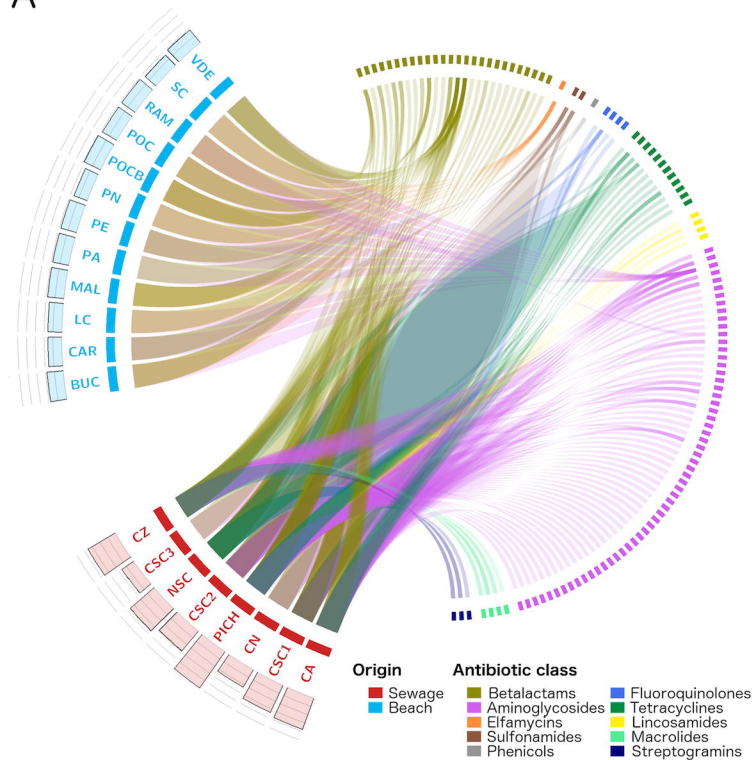 A
VDE
SC
RAM
POC
POCB
PN
PE
PA
MAL
LC
CAR
BUC
CZ
CSC3
NSC
CSC2
PICH
CN
CSC1
CA
Origin
Sewage
Beach
Antibiotic class
Betalactams
Aminoglycosides
Elfamycins
Sulfonamides
Phenicols
Fluoroquinolones
Tetracyclines
Lincosamides
Macrolides
Streptogramins